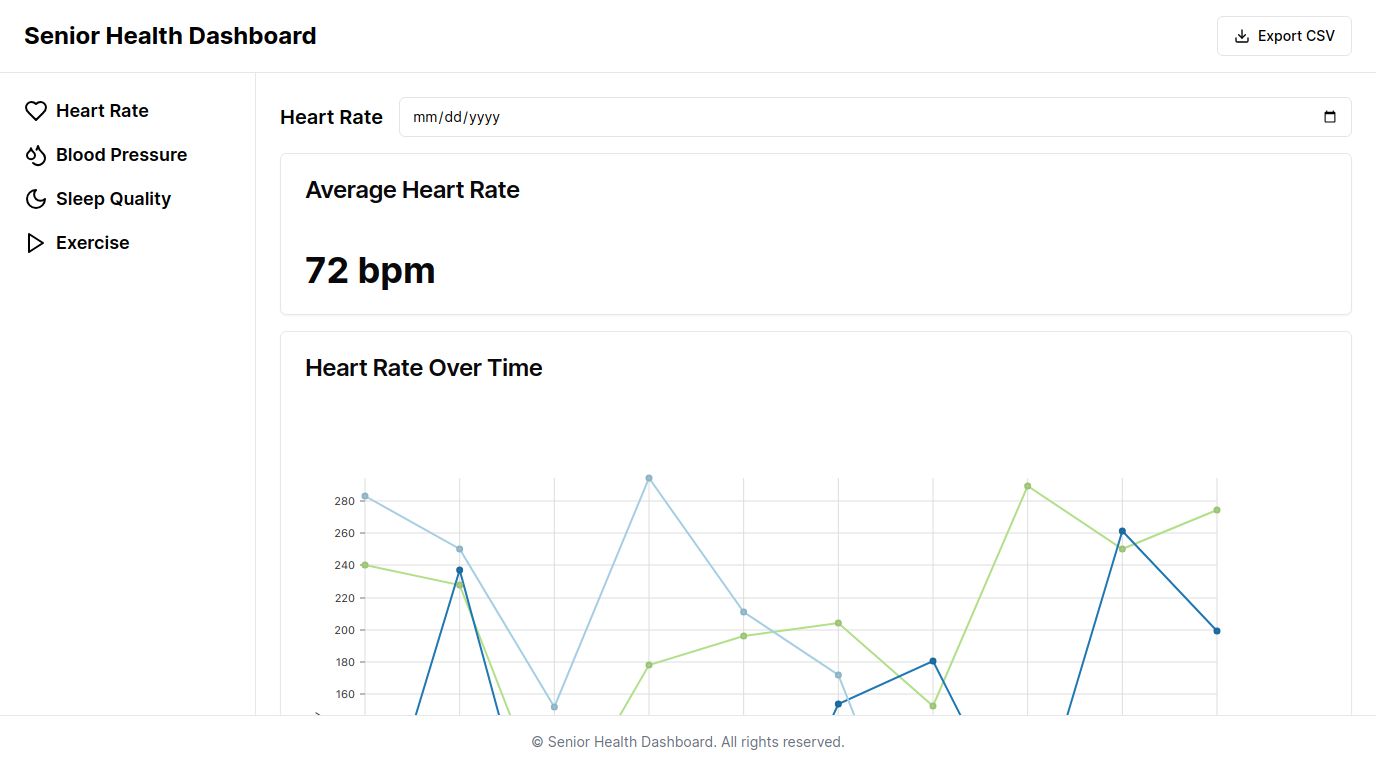 Senior Health Dashboard
Export CSV
Heart Rate
Blood Pressure
Sleep Quality
Exercise
Heart Rate
mm/dd/yyyy
Average Heart Rate
72 bpm
Heart Rate Over Time
280
260
240
220
200
180
160
© Senior Health Dashboard. All rights reserved.